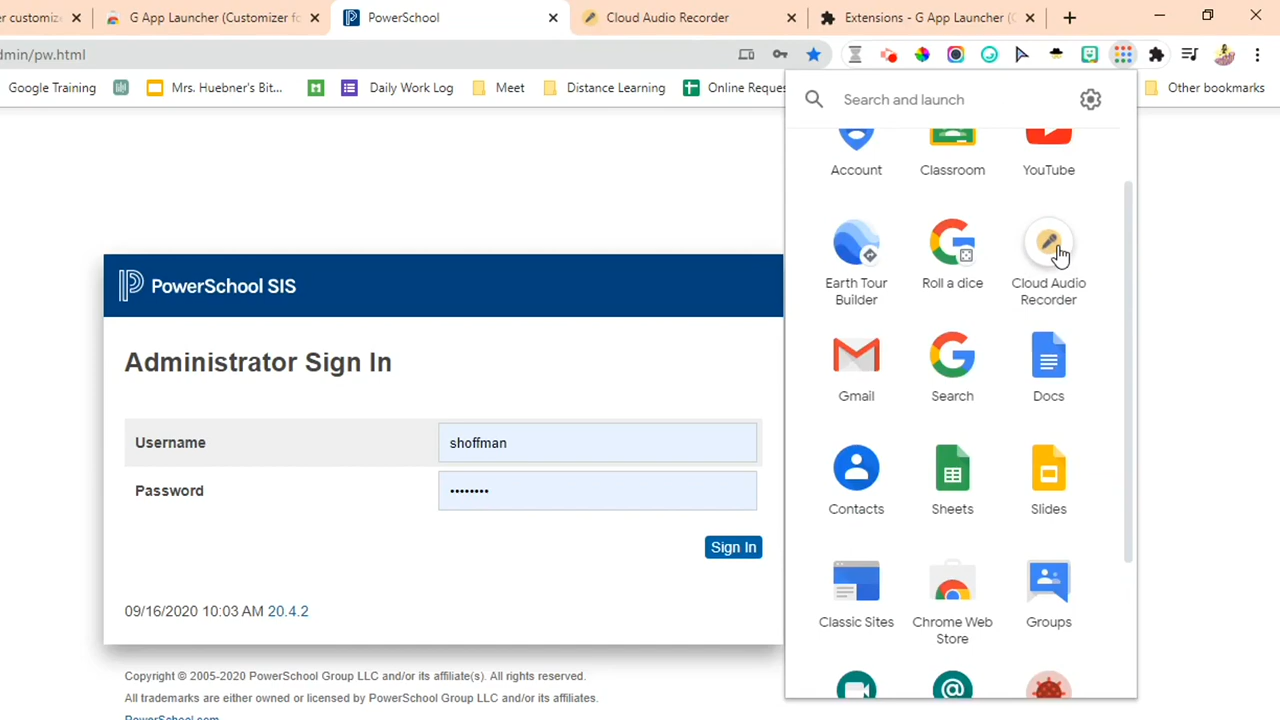 r customize
G App Launcher (Customizer fo
PowerSchool
Cloud Audio Recorder
Extensions - G App Launcher (C
dmin/pw.html
Google Training
Mrs. Huebner's Bit...
Daily Work Log
Meet
Distance Learning
Online Reques
Other bookmarks
Search and launch
Account
Classroom
YouTube
Earth Tour
Builder
Roll a dice
Cloud Audio
Recorder
Gmail
Search
Docs
Contacts
Sheets
Slides
Classic Sites
Chrome Web
Store
Groups
PowerSchool SIS
Administrator Sign In
Username
shoffman
Password
••••••••
Sign In
09/16/2020 10:03 AM 20.4.2
Copyright © 2005-2020 PowerSchool Group LLC and/or its affiliate(s). All rights reserved.
All trademarks are either owned or licensed by PowerSchool Group LLC and/or its affiliates.
PowerSchool.com